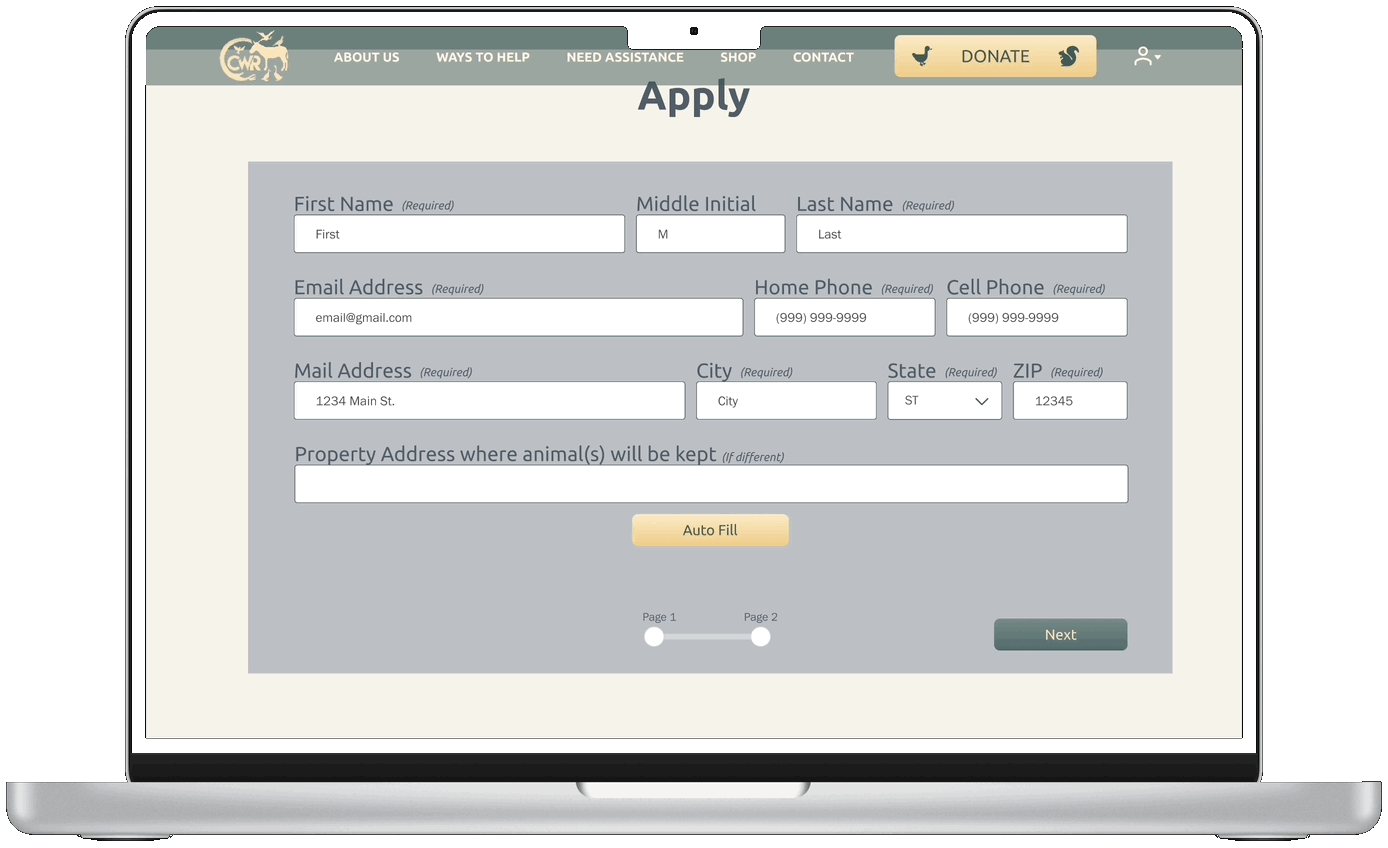 CWR
ABOUT US WAYS TO HELP NEED ASSISTANCE SHOP CONTACT DONATE
Apply
First Name (Required) Middle Initial Last Name (Required)
First M Last
Email Address (Required) Home Phone (Required) Cell Phone (Required)
email@gmail.com (999) 999-9999 (999) 999-9999
Mail Address (Required) City (Required) State (Required) ZIP (Required)
1234 Main St. City ST 12345
Property Address where animal(s) will be kept (If different)
Auto Fill
Page 1 Page 2
Next